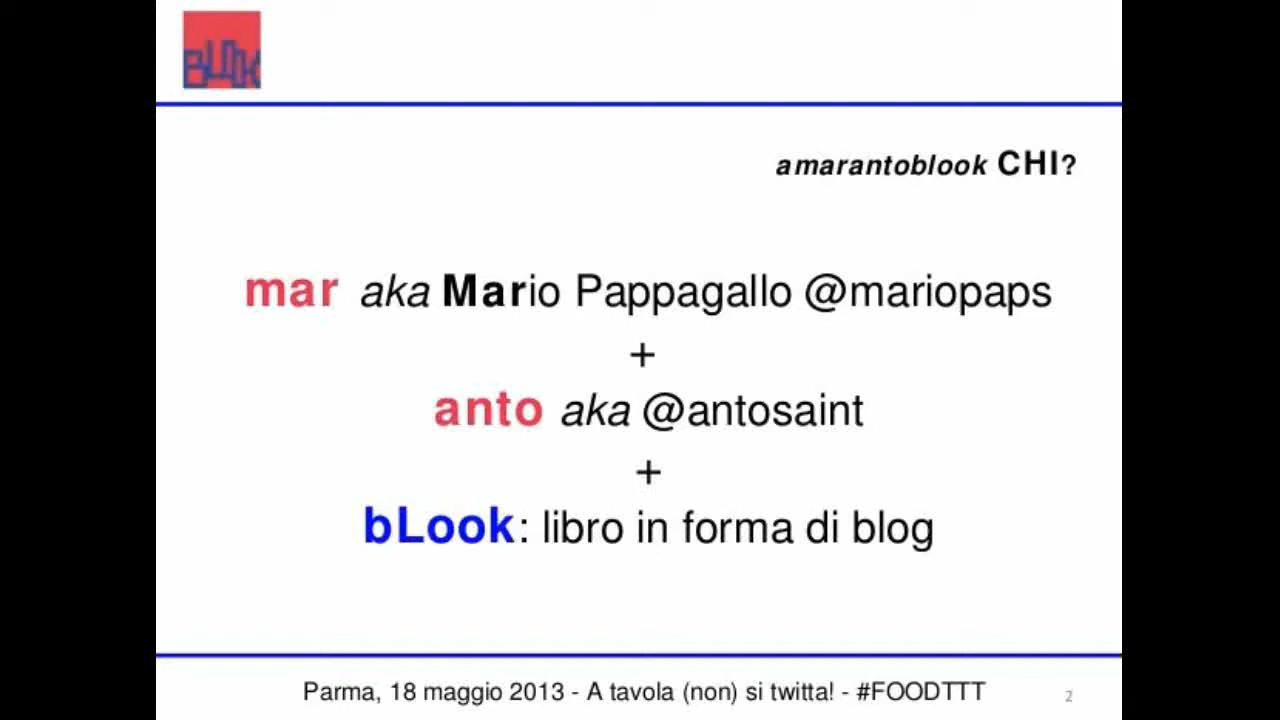 BLOOK
amarantoblook CHI?
mar aka Mario Pappagallo @mariopaps
+
anto aka @antosaint
+
bLook: libro in forma di blog
Parma, 18 maggio 2013 - A tavola (non) si twitta! - #FOODTTT
2